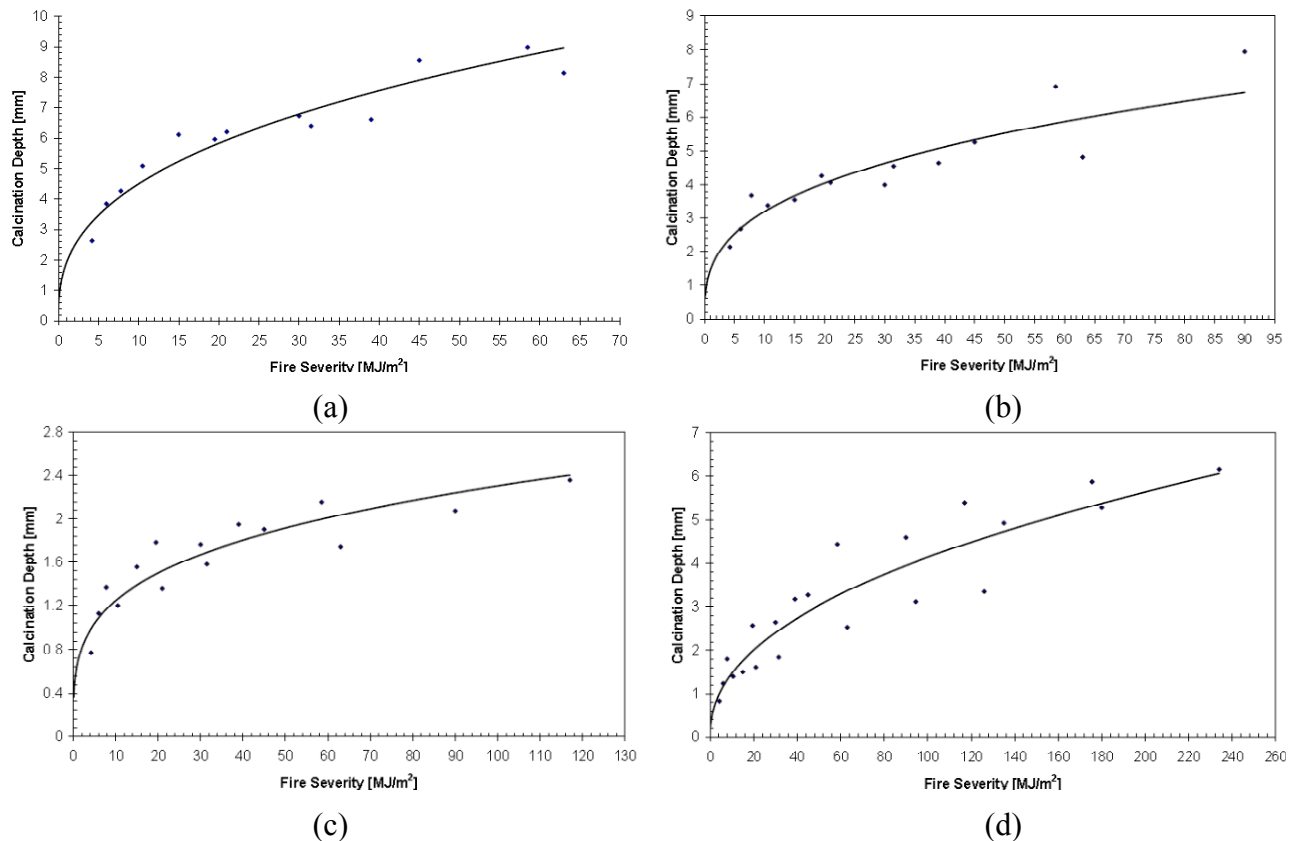 10
9
8
7
6
5
4
3
2
1
0
Calcination Depth [mm]
0 5 10 15 20 25 30 35 40 45 50 55 60 65 70
Fire Severity [MJ/m²]
(a)
9
8
7
6
5
4
3
2
1
0
Calcination Depth [mm]
0 5 10 15 20 25 30 35 40 45 50 55 60 65 70 75 80 85 90 95
Fire Severity [MJ/m²]
(b)
2.8
2.4
2
1.6
1.2
0.8
0.4
0
Calcination Depth [mm]
0 10 20 30 40 50 60 70 80 90 100 110 120 130
Fire Severity [MJ/m²]
(c)
7
6
5
4
3
2
1
0
Calcination Depth [mm]
0 20 40 60 80 100 120 140 160 180 200 220 240 260
Fire Severity [MJ/m²]
(d)